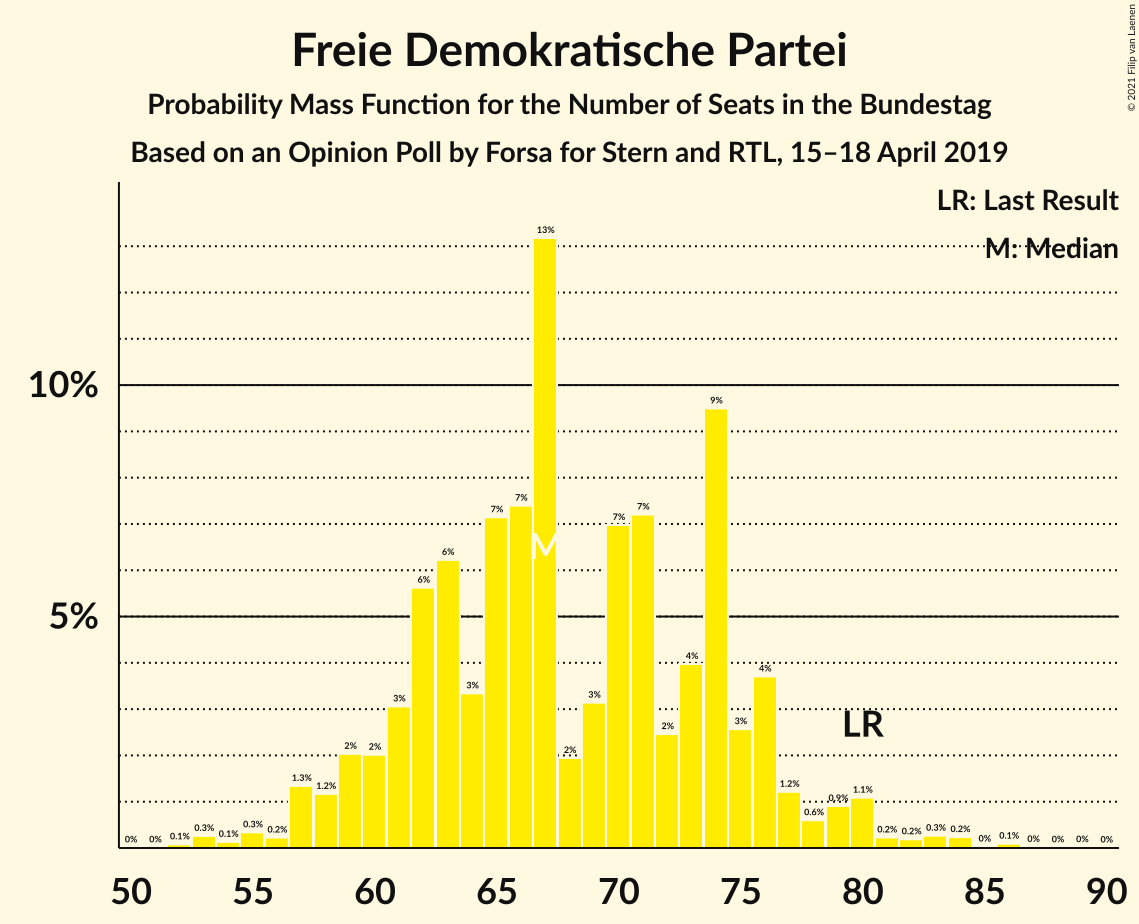 Freie Demokratische Partei
Probability Mass Function for the Number of Seats in the Bundestag
Based on an Opinion Poll by Forsa for Stern and RTL, 15–18 April 2019
© 2021 Filip van Laenen
LR: Last Result
M: Median
10%
5%
0% 0% 0.1% 0.3% 0.1% 0.3% 0.2% 1.3% 1.2% 2% 2% 3% 6% 6% 3% 7% 7% 13% 2% 3% 7% 7% 2% 4% 9% 3% 4% 1.2% 0.6% 0.9% 1.1% 0.2% 0.2% 0.3% 0.2% 0% 0.1% 0% 0% 0% 0%
M
LR
50 55 60 65 70 75 80 85 90